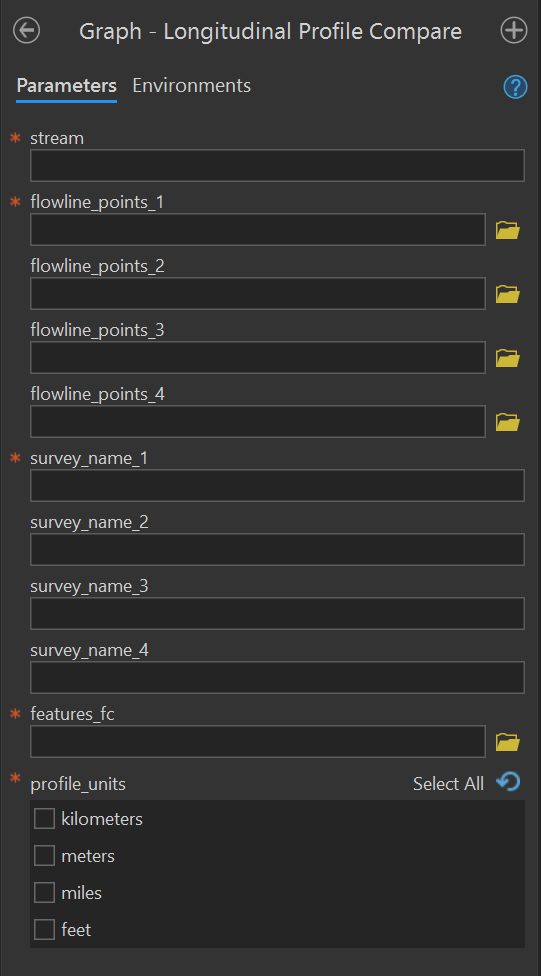 Graph - Longitudinal Profile Compare
Parameters Environments
* stream
* flowline_points_1
flowline_points_2
flowline_points_3
flowline_points_4
* survey_name_1
survey_name_2
survey_name_3
survey_name_4
* features_fc
* profile_units Select All
kilometers
meters
miles
feet